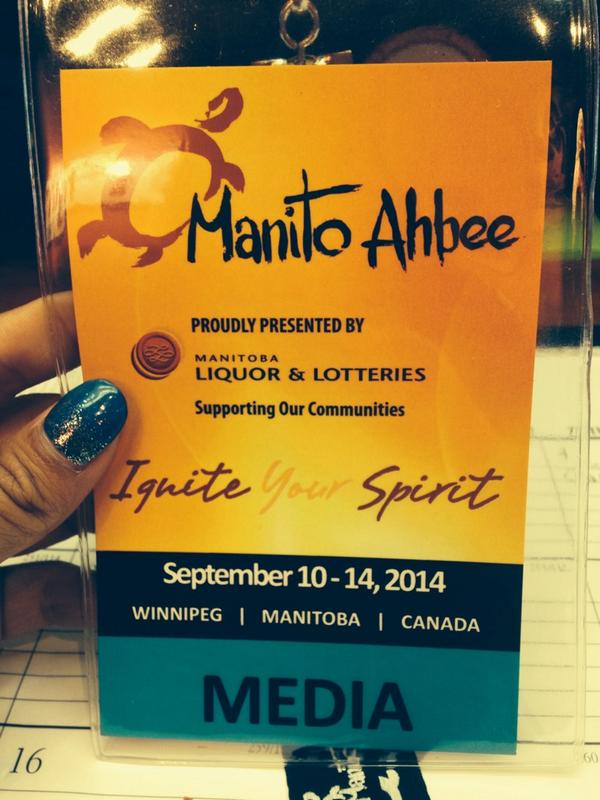 Manito Ahbee
PROUDLY PRESENTED BY
MANITOBA
LIQUOR & LOTTERIES
Supporting Our Communities
Ignite Your Spirit
September 10 - 14, 2014
WINNIPEG | MANITOBA | CANADA
MEDIA
16